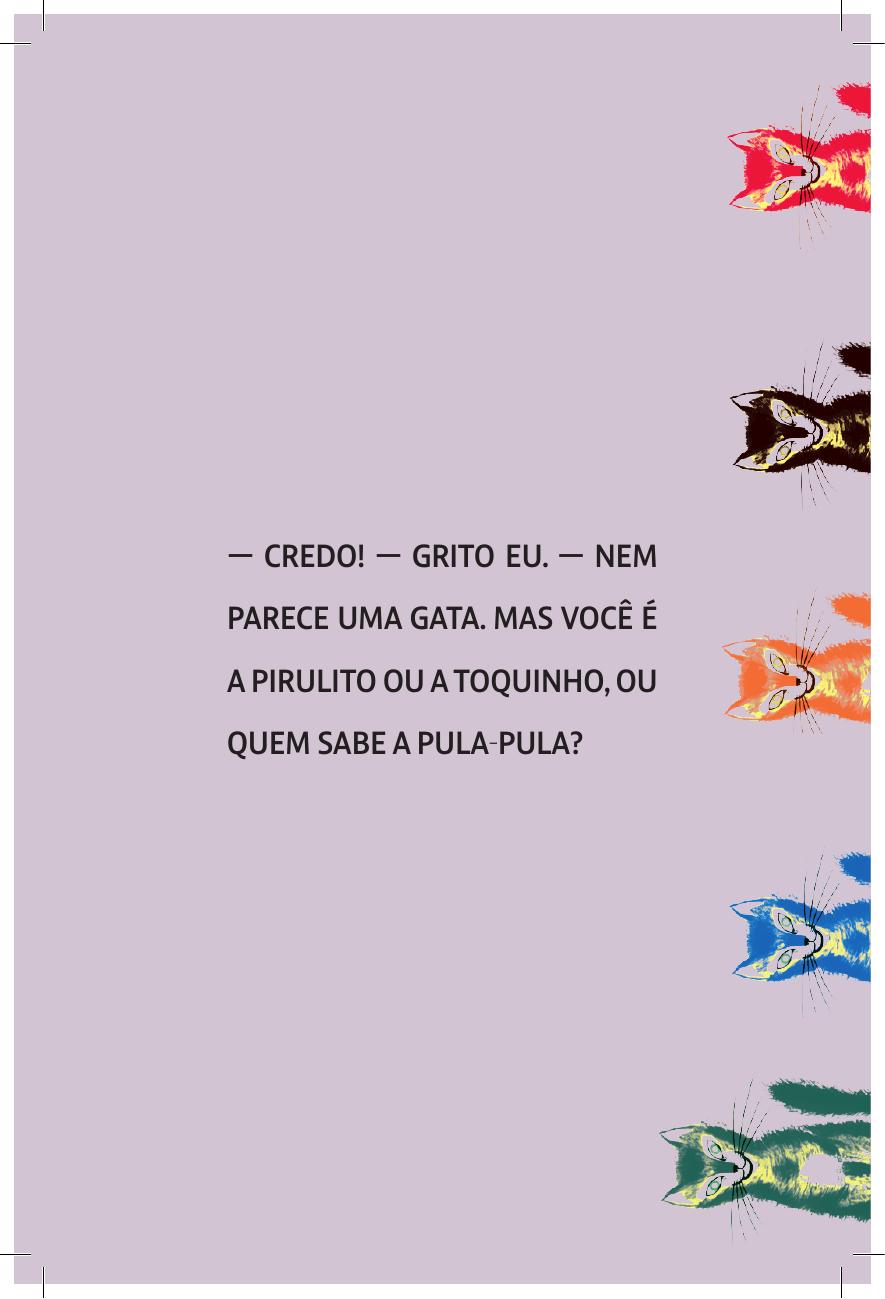 — CREDO! — GRITO EU. — NEM
PARECE UMA GATA. MAS VOCÊ É
A PIRULITO OU A TOQUINHO, OU
QUEM SABE A PULA-PULA?